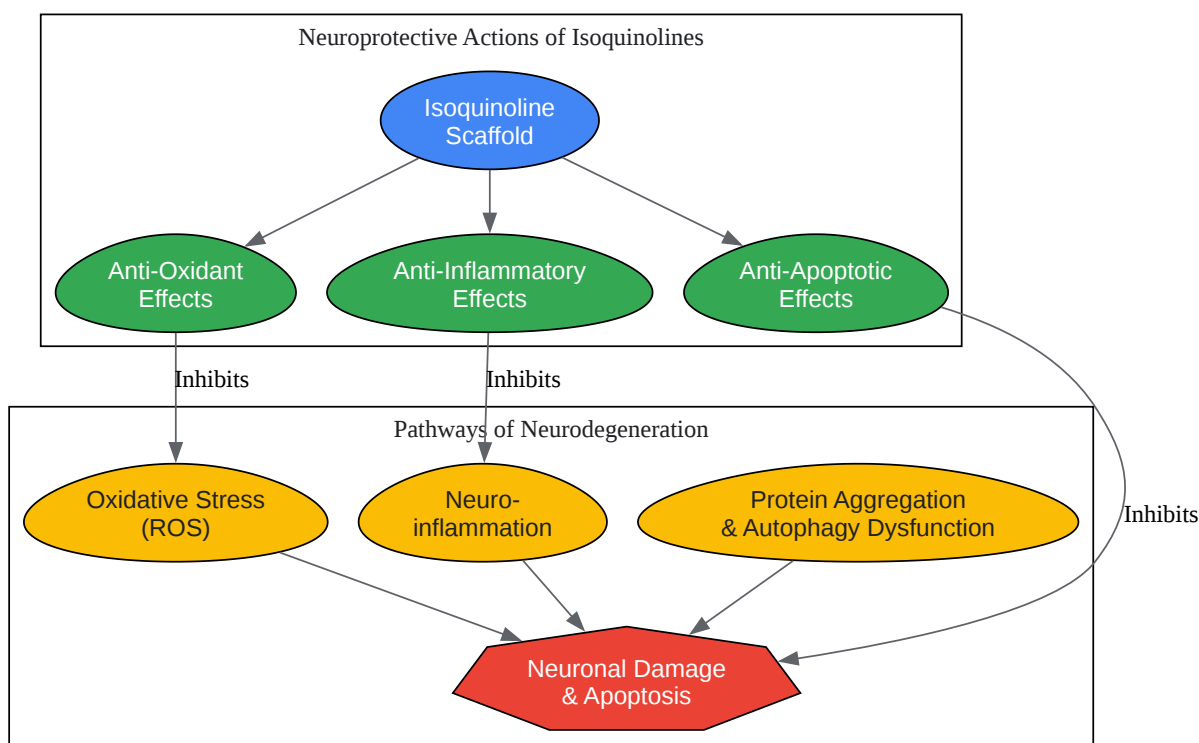 Neuroprotective Actions of Isoquinolines
Isoquinoline
Scaffold
Anti-Oxidant
Effects
Anti-Inflammatory
Effects
Anti-Apoptotic
Effects
Inhibits
Inhibits
Pathways of Neurodegeneration
Oxidative Stress
(ROS)
Neuro-
inflammation
Protein Aggregation
& Autophagy Dysfunction
Inhibits
Neuronal Damage
& Apoptosis